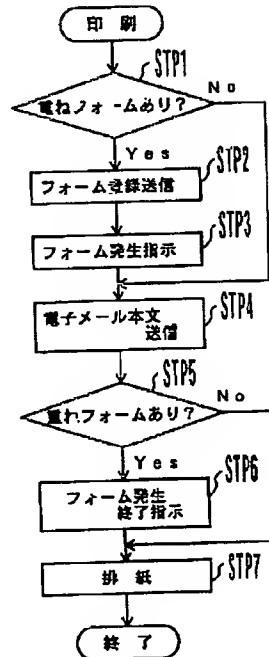 印刷
STP1
重ねフォームあり？
No
Yes
STP2
フォーム登録送信
STP3
フォーム発生指示
STP4
電子メール本文
送信
STP5
重ねフォームあり？
No
Yes
STP6
フォーム発生
終了指示
STP7
排紙
終了